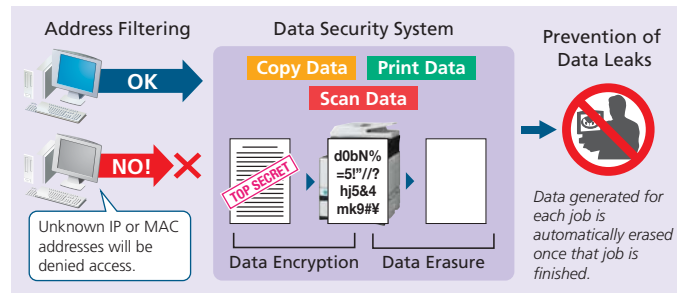 Address Filtering
OK
NO!
Unknown IP or MAC
addresses will be
denied access.
Data Security System
Copy Data
Print Data
Scan Data
TOP SECRET
d0bN%
=5!"//?
hj5&4
mk9#¥
Data Encryption
Data Erasure
Prevention of
Data Leaks
Data generated for
each job is
automatically erased
once that job is
finished.